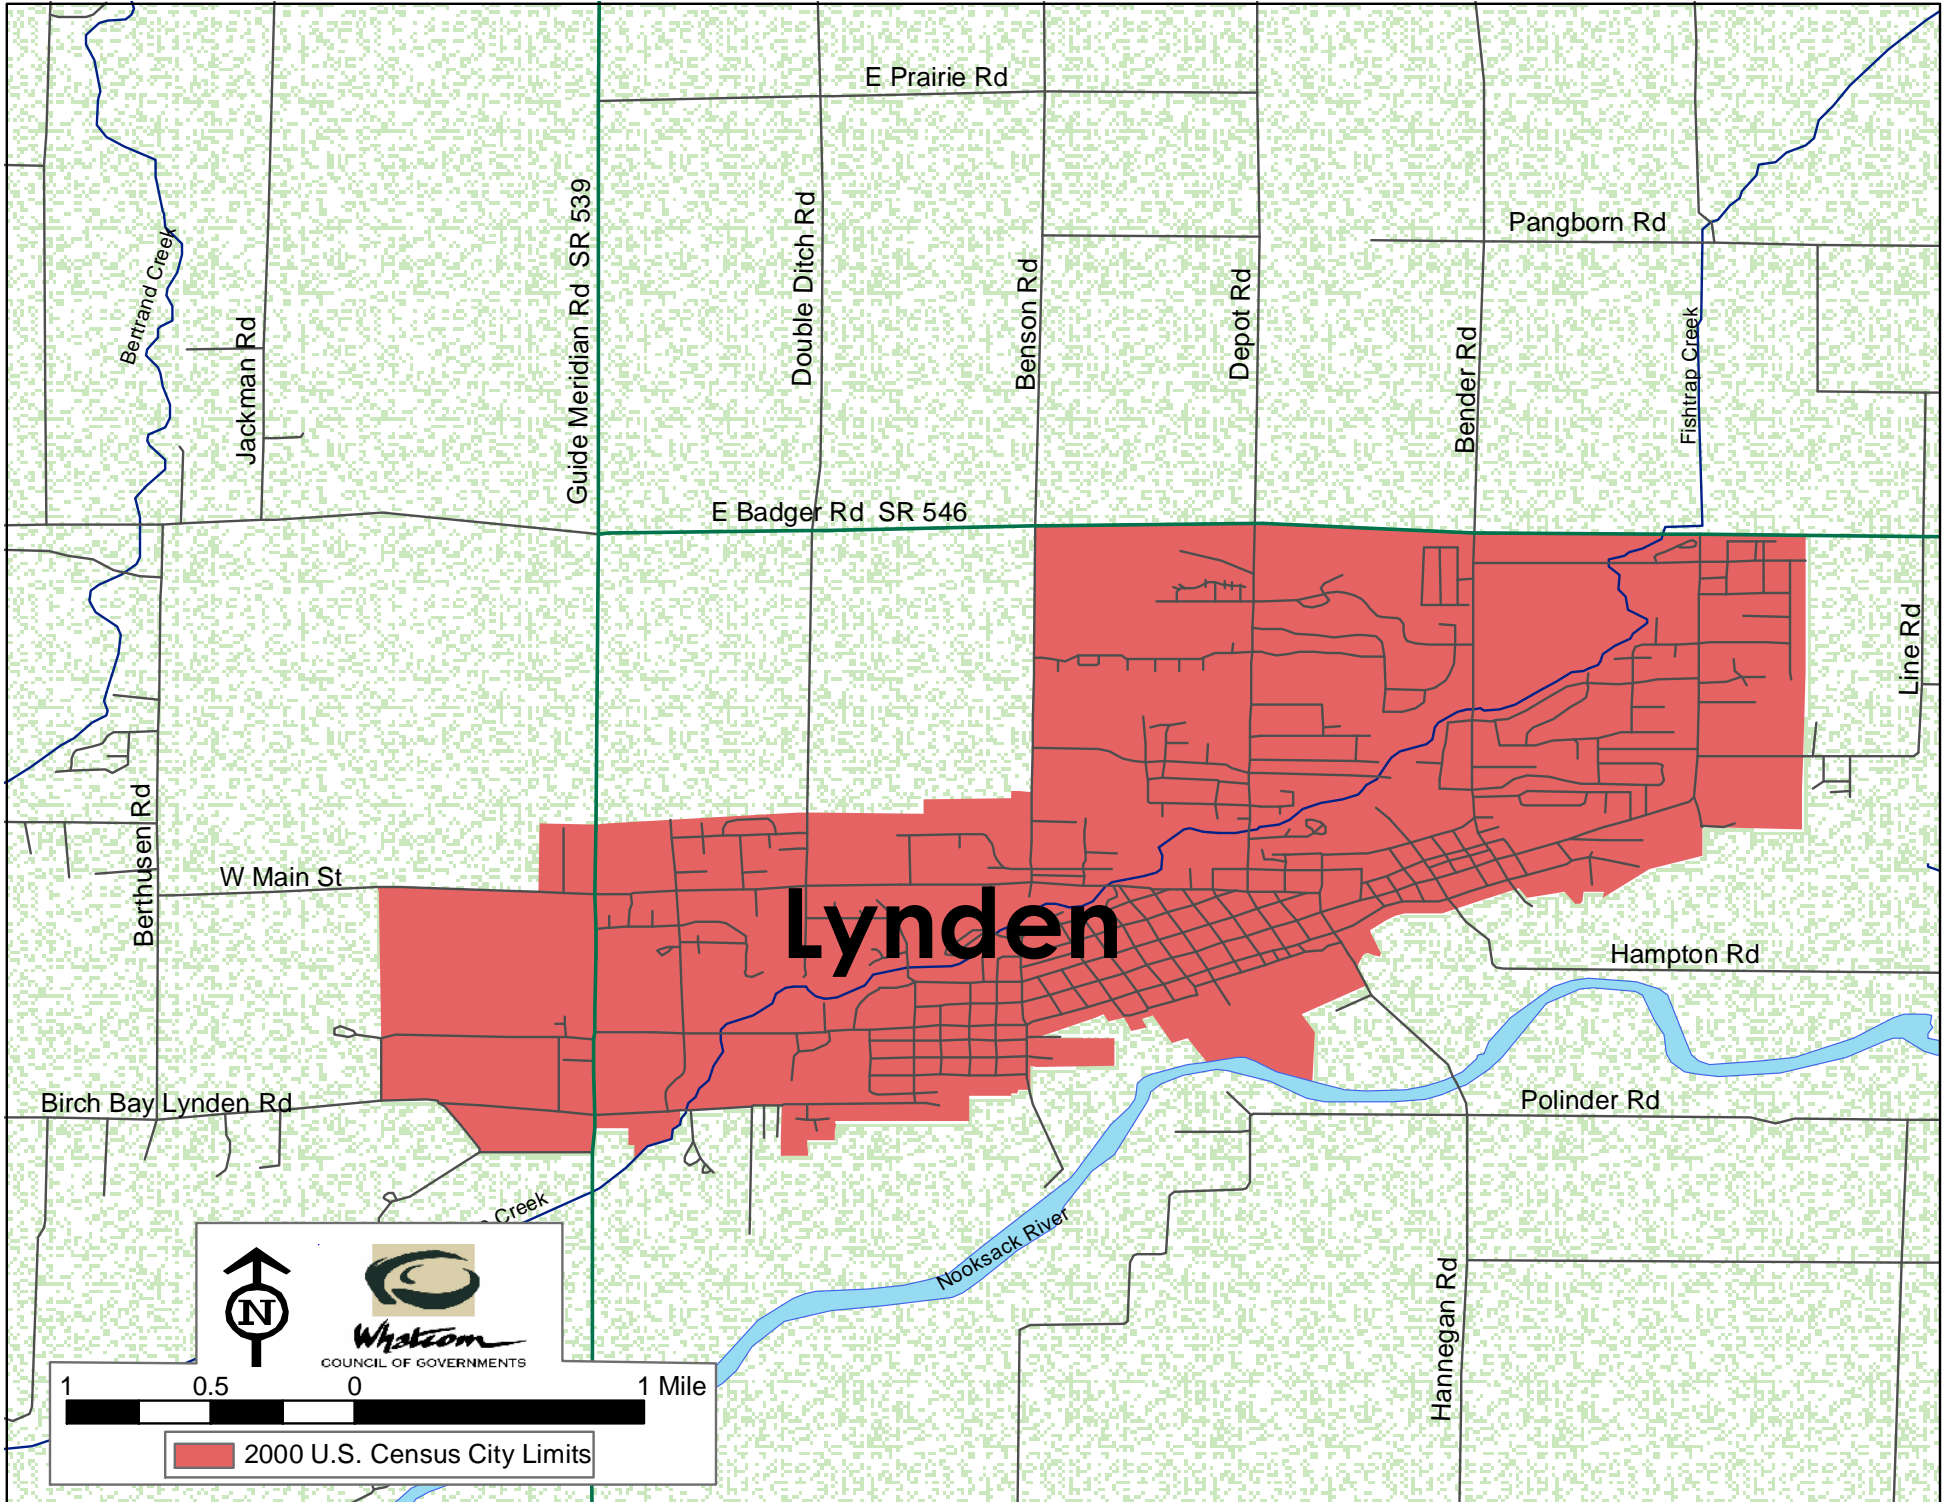 E Prairie Rd
Guide Meridian Rd SR 539
Double Ditch Rd
Pangborn Rd
Bertrand Creek
Benson Rd
Depot Rd
Jackman Rd
Bender Rd
Fishtrap Creek
E Badger Rd SR 546
Line Rd
Berthusen Rd
W Main St
Lynden
Hampton Rd
Birch Bay Lynden Rd
Polinder Rd
Creek
Nooksack River
Hannegan Rd
N
Whatcom
COUNCIL OF GOVERNMENTS
1 0.5 0 1 Mile
2000 U.S. Census City Limits